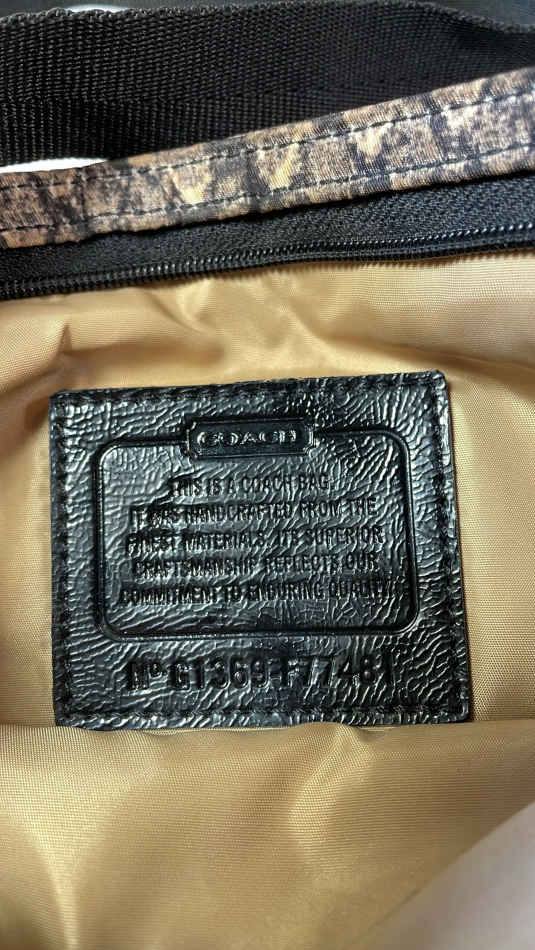 COACH
THIS IS A COACH BAG.
IT WAS HANDCRAFTED FROM THE
FINEST MATERIALS. ITS SUPERIOR
CRAFTSMANSHIP REFLECTS OUR
COMMITMENT TO ENDURING QUALITY.
Nº G1369-F77481